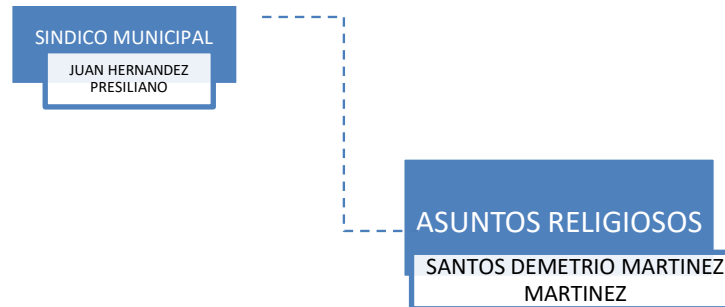 SINDICO MUNICIPAL
JUAN HERNANDEZ
PRESILIANO
ASUNTOS RELIGIOSOS
SANTOS DEMETRIO MARTINEZ
MARTINEZ